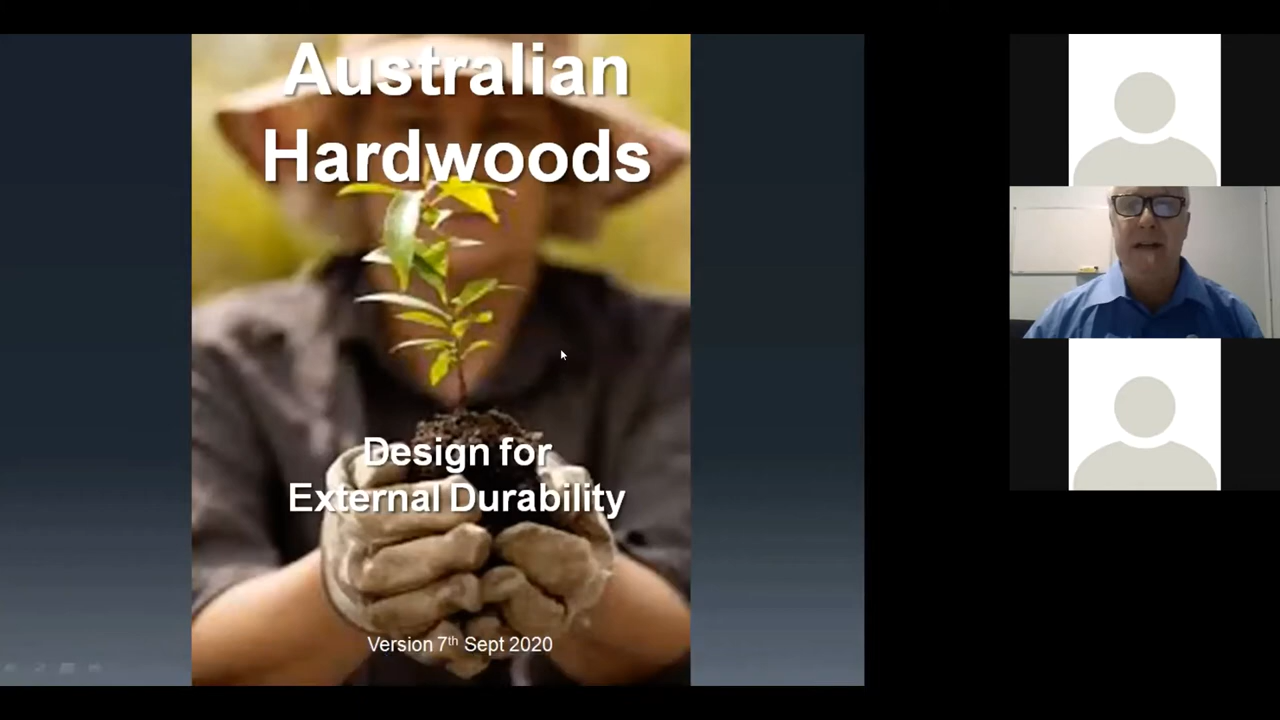 Australian
Hardwoods
Design for
External Durability
Version 7th Sept 2020